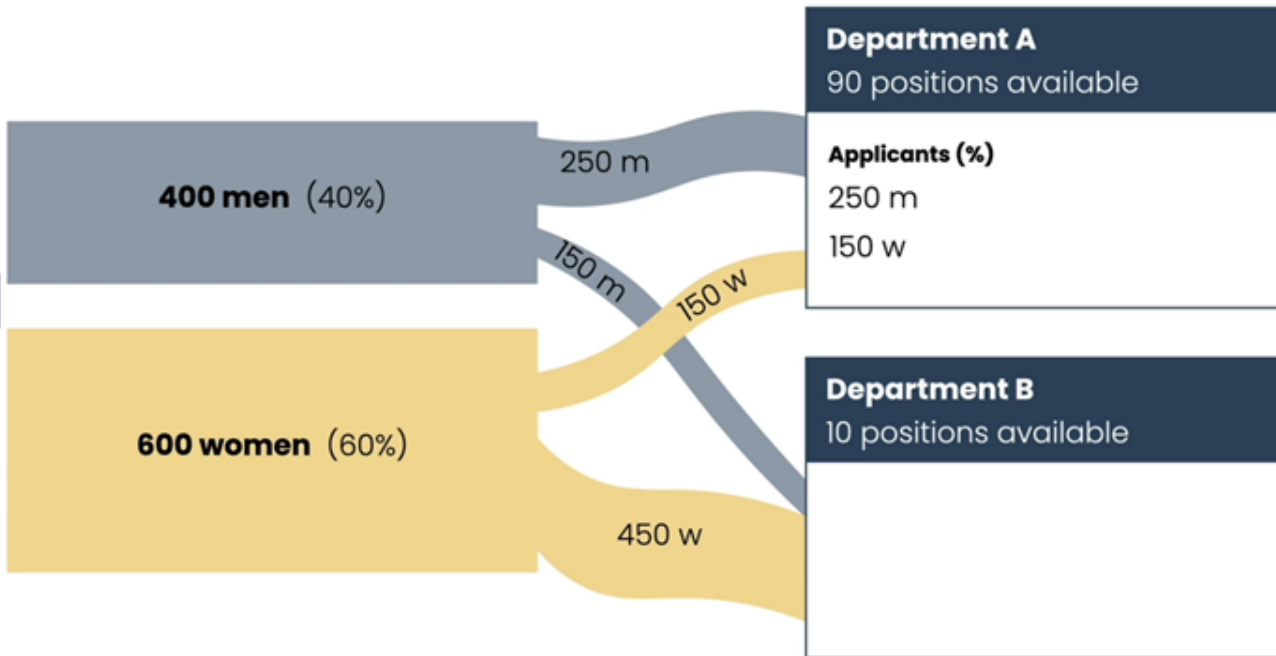 400 men (40%)
600 women (60%)
250 m
150 m
150 w
450 w
Department A
90 positions available
Applicants (%)
250 m
150 w
Department B
10 positions available